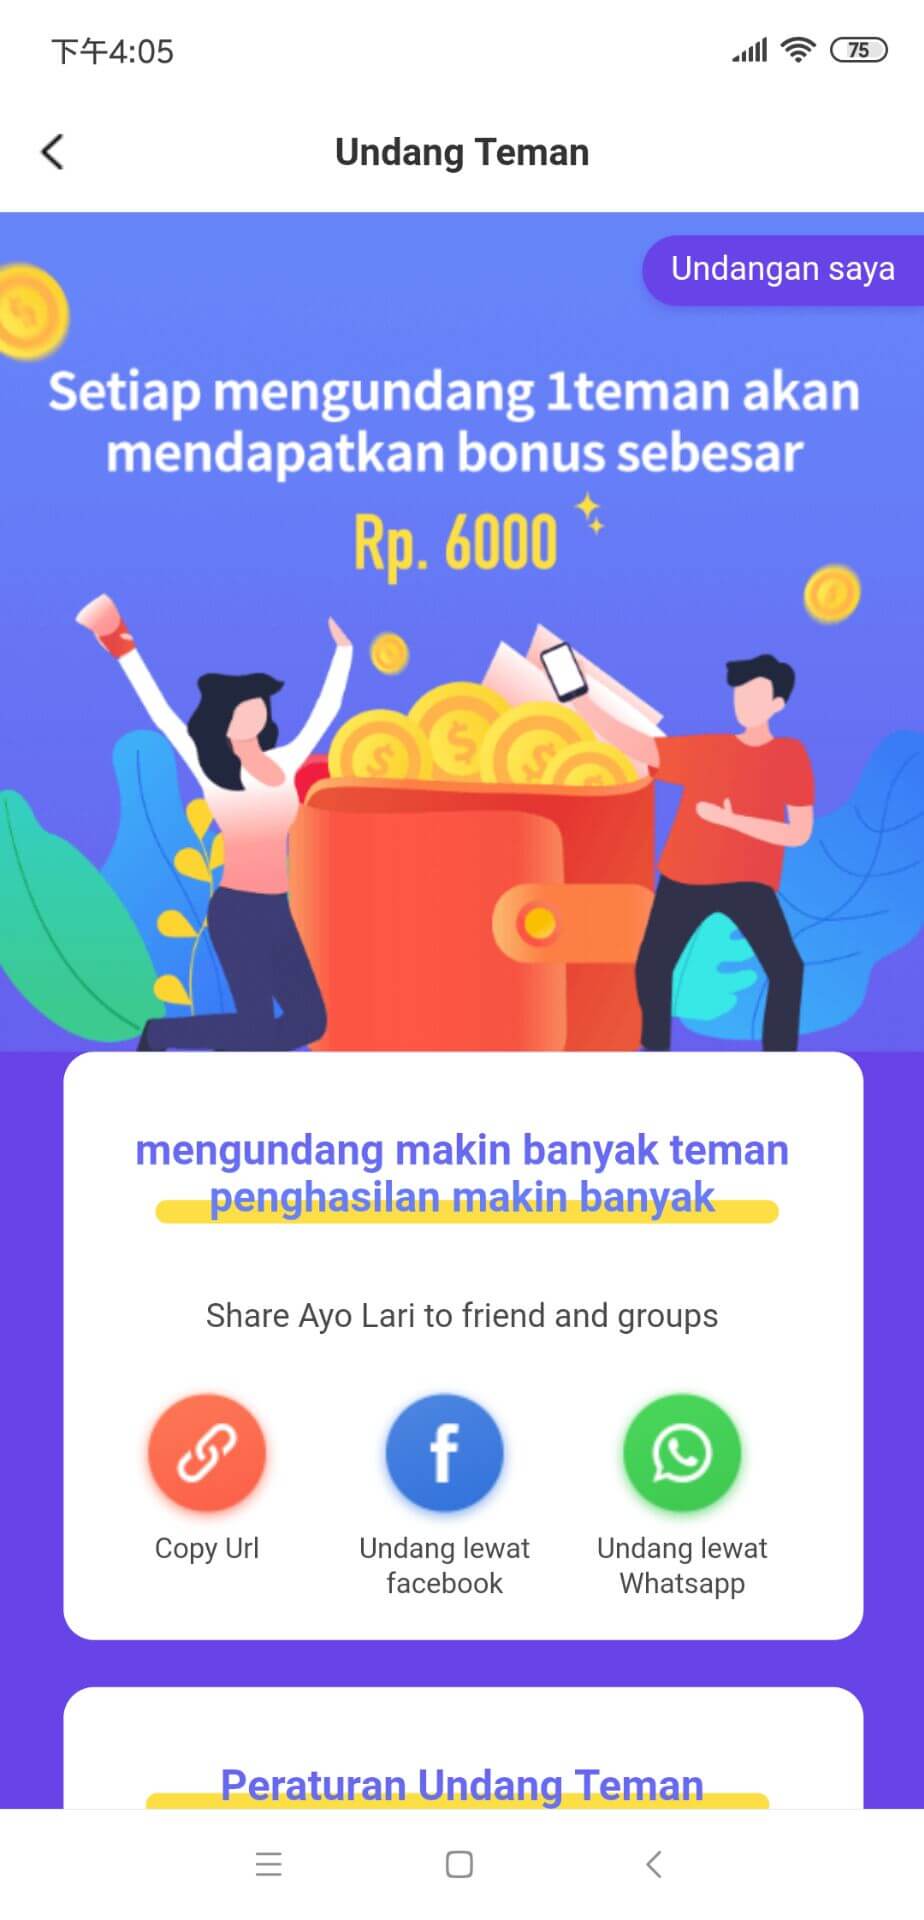 下午4:05
75
Undang Teman
Undangan saya
Setiap mengundang 1teman akan
mendapatkan bonus sebesar
Rp. 6000
mengundang makin banyak teman
penghasilan makin banyak
Share Ayo Lari to friend and groups
Copy Url
Undang lewat
facebook
Undang lewat
Whatsapp
Peraturan Undang Teman